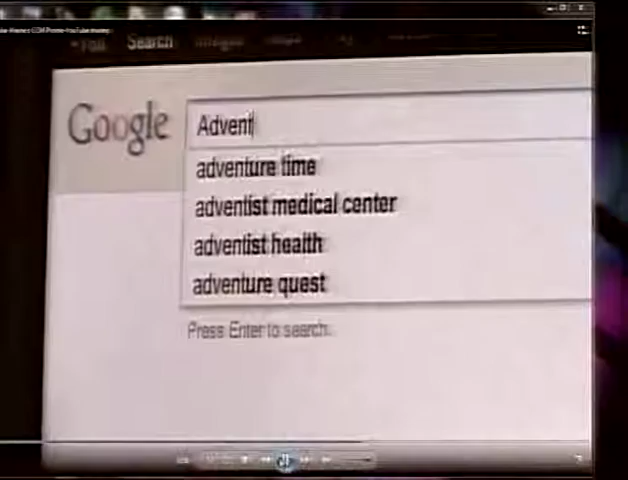 Search
Google
Advent
adventure time
adventist medical center
adventist health
adventure quest
Press Enter to search.